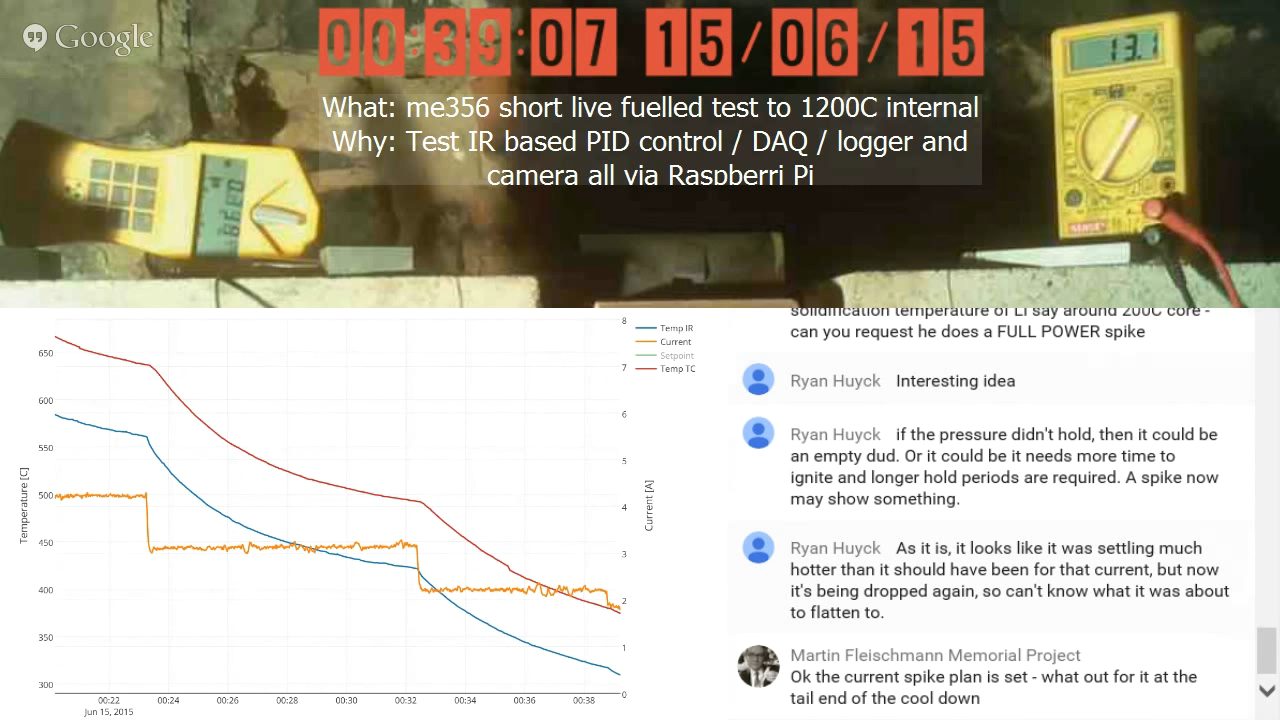 Google
00:39:07 15/06/15
What: me356 short live fuelled test to 1200C internal
Why: Test IR based PID control / DAQ / logger and
camera all via Raspberri Pi
13.1
8
7
6
5
4
3
2
1
0
Current [A]
650
600
550
500
450
400
350
300
Temperature [C]
Temp IR
Current
Setpoint
Temp TC
00:22
00:24
00:26
00:28
00:30
00:32
00:34
00:36
00:38
Jun 15, 2015
solidification temperature of Li say around 200C core -
can you request he does a FULL POWER spike
Ryan Huyck Interesting idea
Ryan Huyck if the pressure didn't hold, then it could be
an empty dud. Or it could be it needs more time to
ignite and longer hold periods are required. A spike now
may show something.
Ryan Huyck As it is, it looks like it was settling much
hotter than it should have been for that current, but now
it's being dropped again, so can't know what it was about
to flatten to.
Martin Fleischmann Memorial Project
Ok the current spike plan is set - what out for it at the
tail end of the cool down